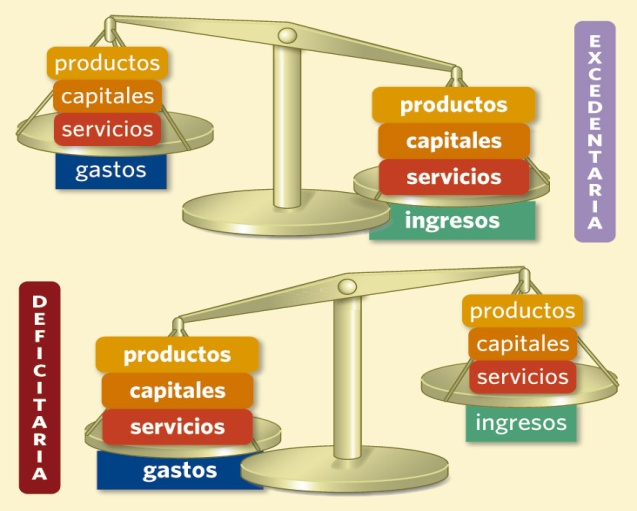 productos
capitales
servicios
gastos
productos
capitales
servicios
ingresos
EXCEDENTARIA
DEFICITARIA
productos
capitales
servicios
gastos
productos
capitales
servicios
ingresos